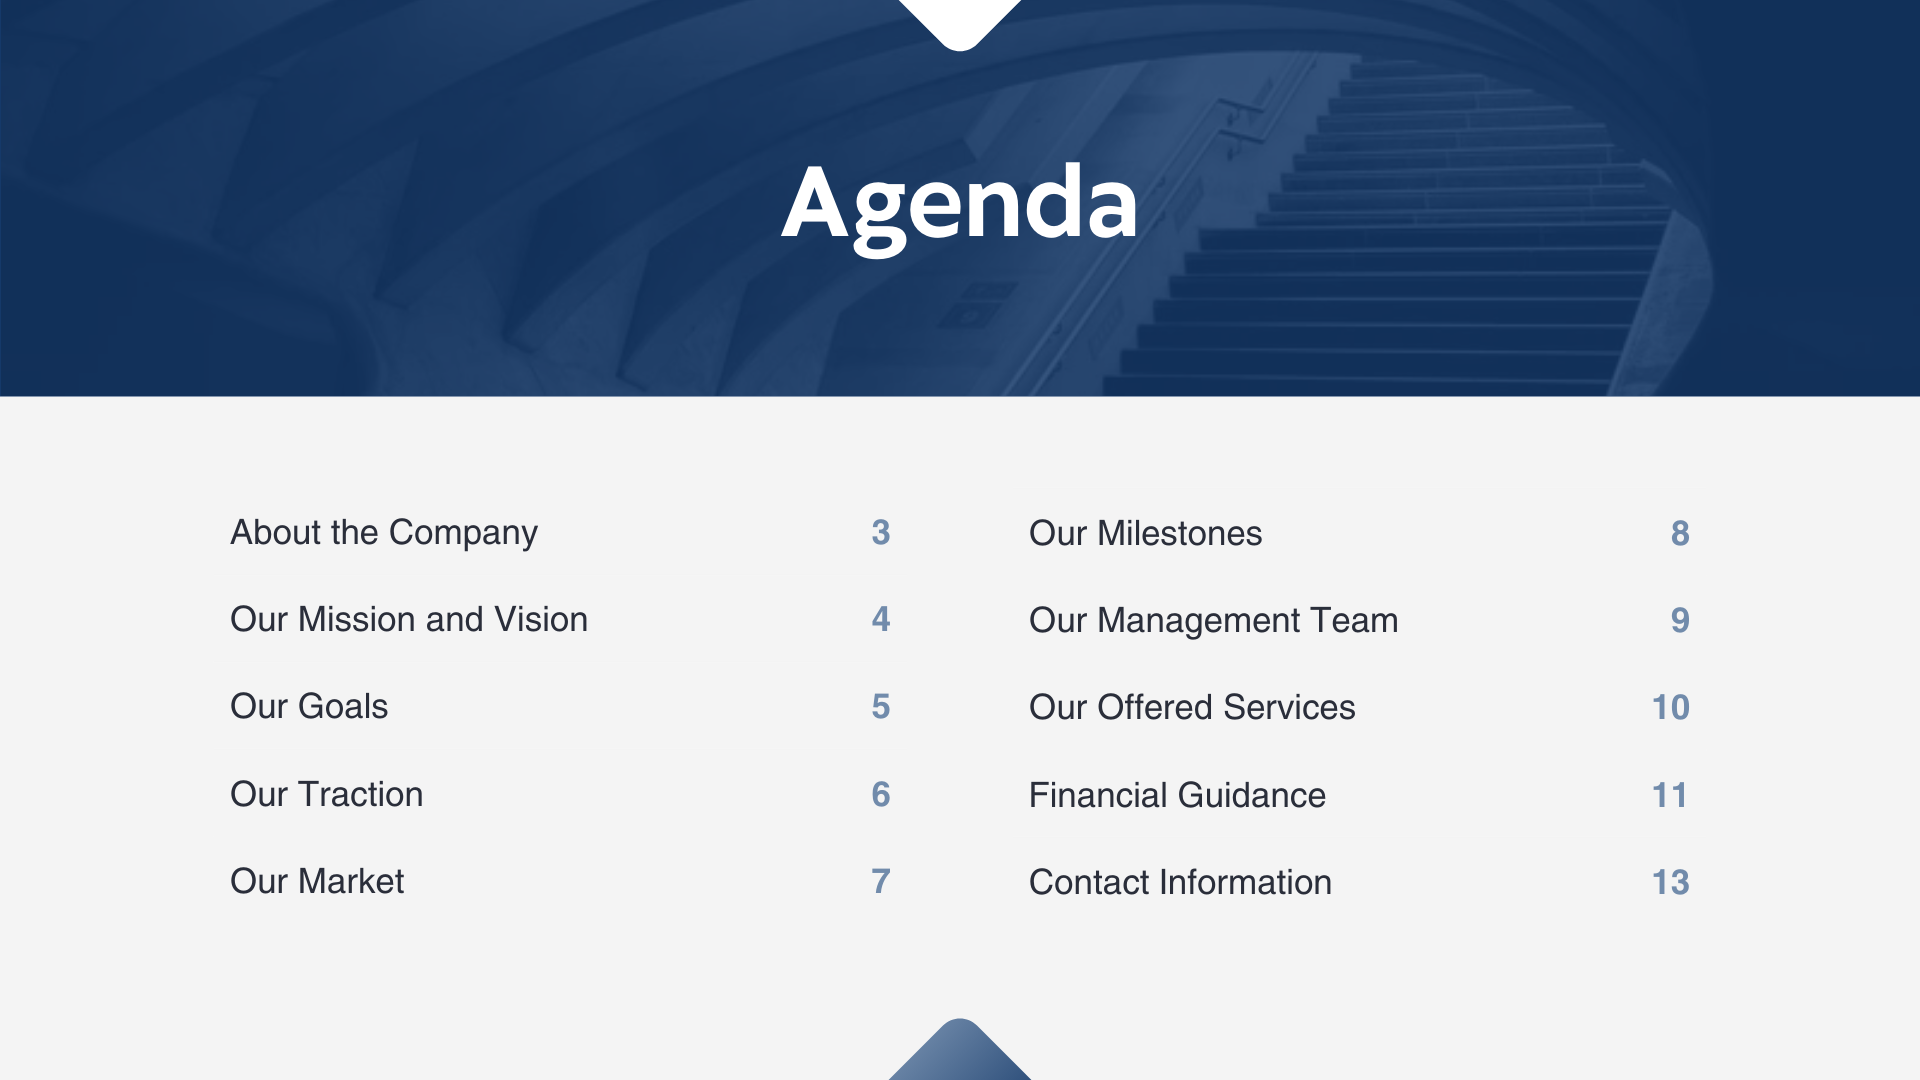 Agenda
About the Company 3
Our Mission and Vision 4
Our Goals 5
Our Traction 6
Our Market 7
Our Milestones 8
Our Management Team 9
Our Offered Services 10
Financial Guidance 11
Contact Information 13